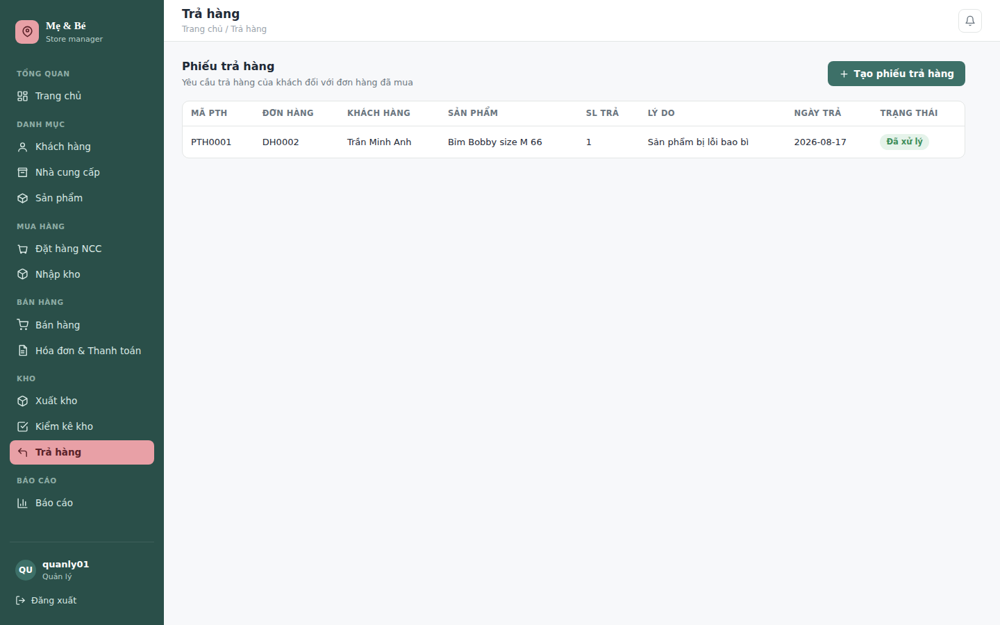 Mẹ & Bé
Store manager
TỔNG QUAN
Trang chủ
DANH MỤC
Khách hàng
Nhà cung cấp
Sản phẩm
MUA HÀNG
Đặt hàng NCC
Nhập kho
BÁN HÀNG
Bán hàng
Hóa đơn & Thanh toán
KHO
Xuất kho
Kiểm kê kho
Trả hàng
BÁO CÁO
Báo cáo
QU
quanly01
Quản lý
Đăng xuất
Trả hàng
Trang chủ / Trả hàng
Phiếu trả hàng
Yêu cầu trả hàng của khách đối với đơn hàng đã mua
Tạo phiếu trả hàng
MÃ PTH ĐƠN HÀNG KHÁCH HÀNG SẢN PHẨM SL TRẢ LÝ DO NGÀY TRẢ TRẠNG THÁI
PTH0001 DH0002 Trần Minh Anh Bỉm Bobby size M 66 1 Sản phẩm bị lỗi bao bì 2026-08-17 Đã xử lý